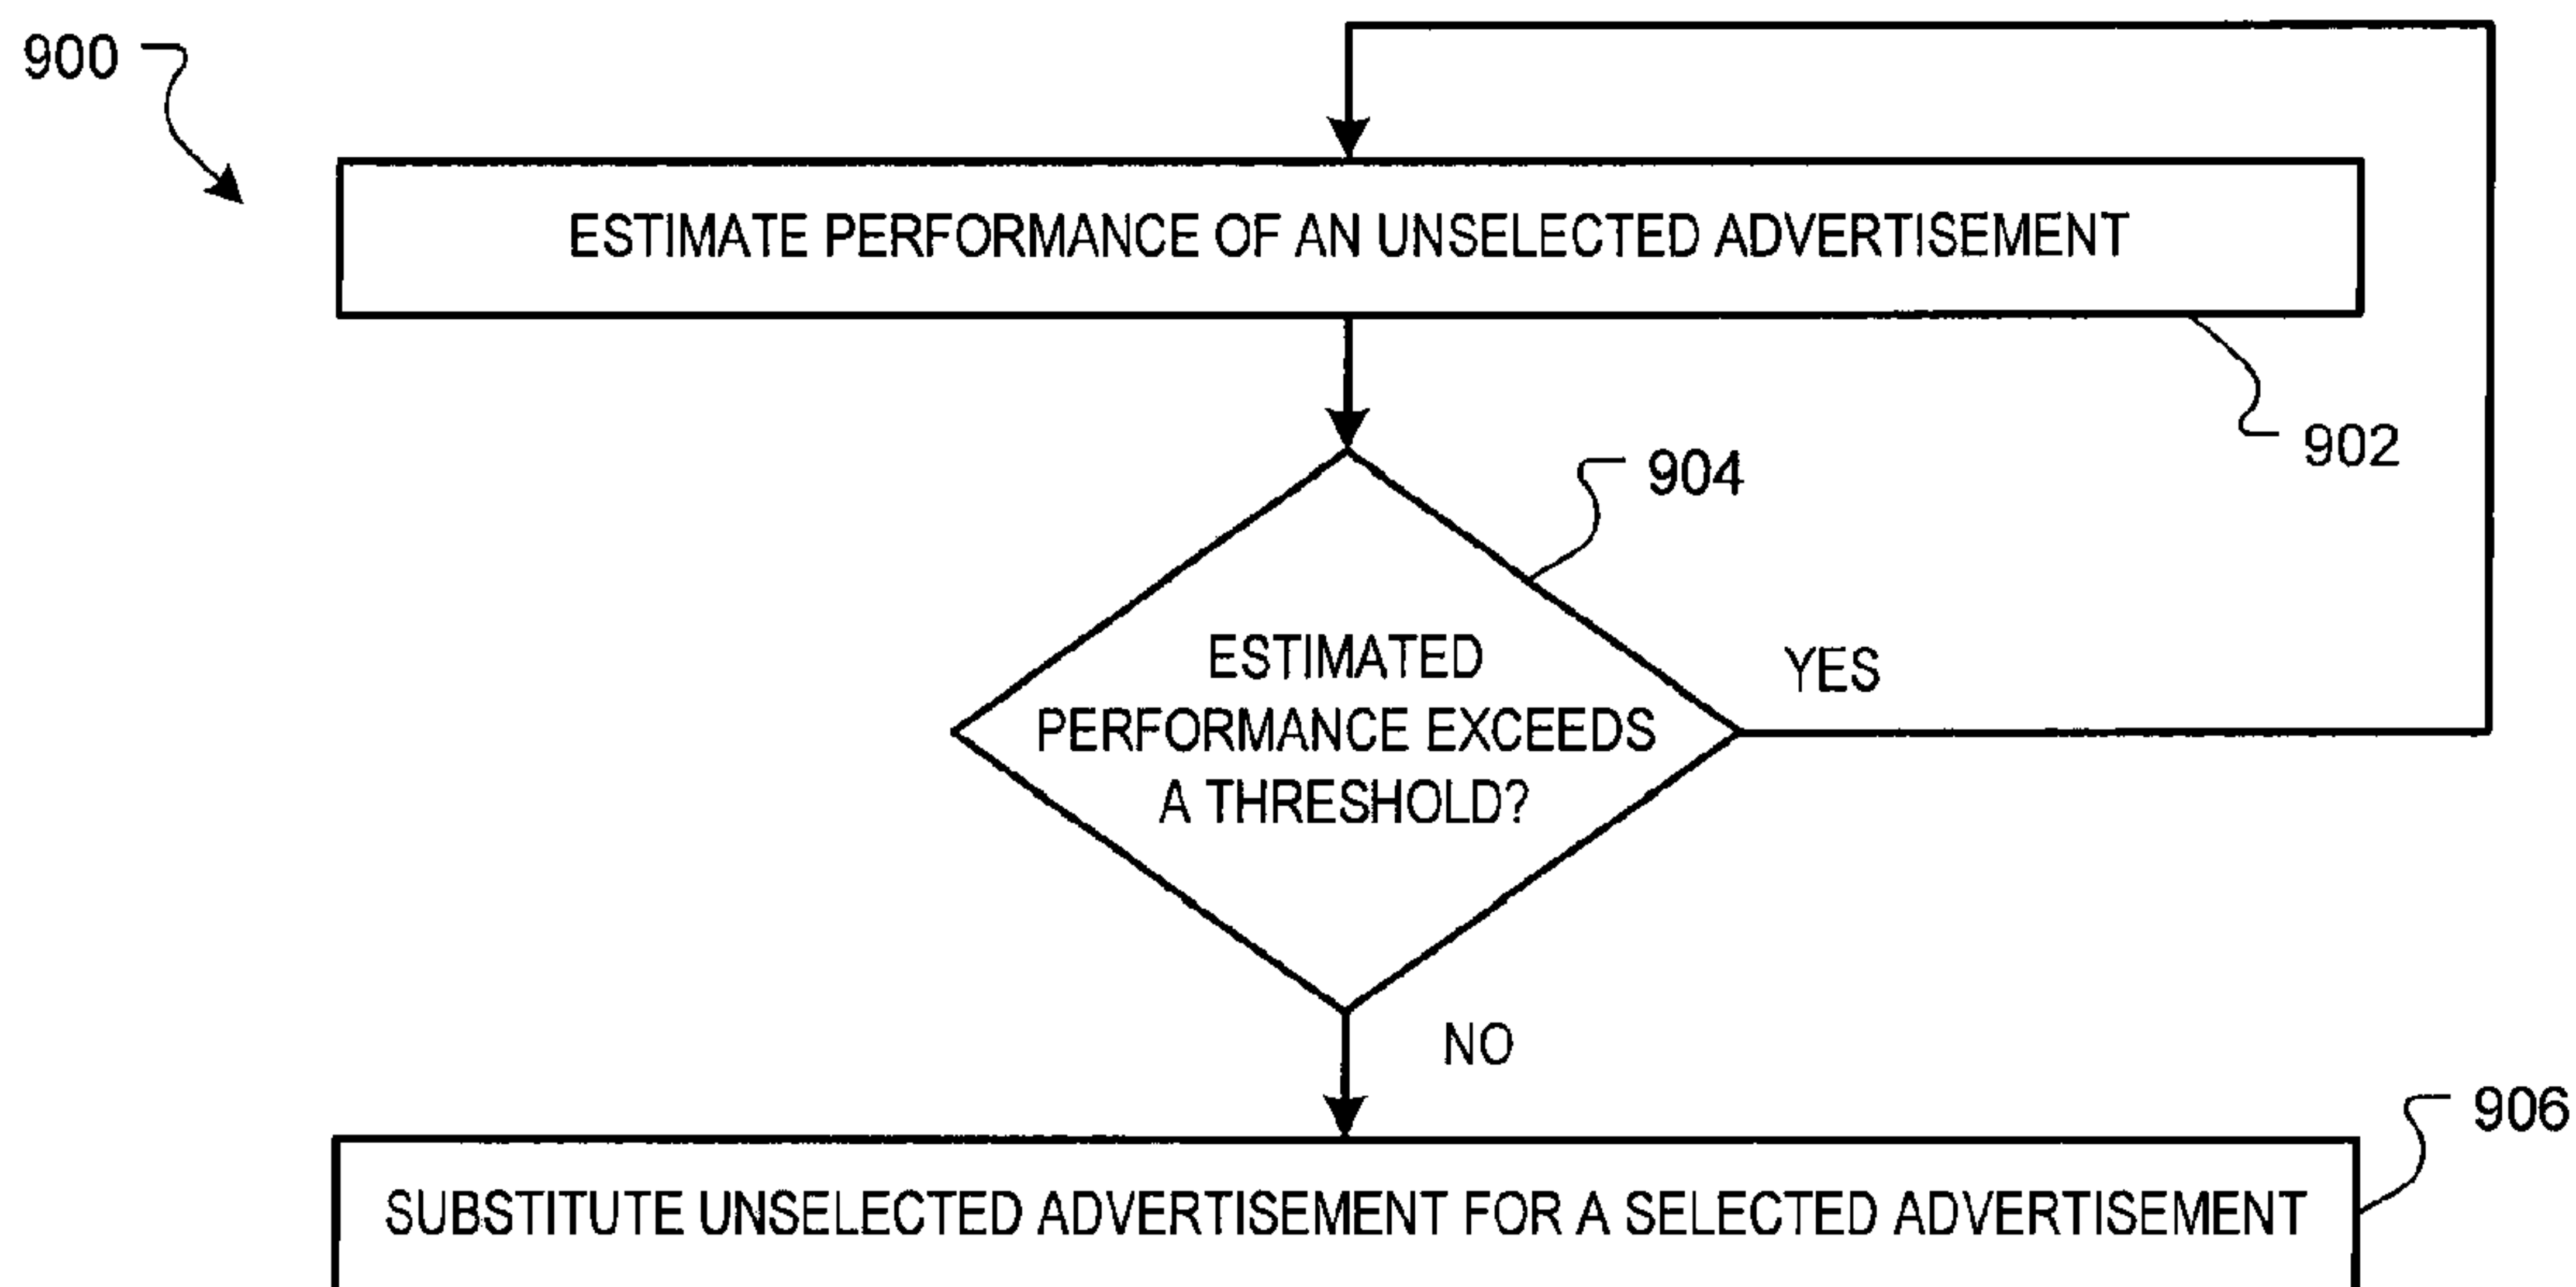 900
ESTIMATE PERFORMANCE OF AN UNSELECTED ADVERTISEMENT
902
904
ESTIMATED
PERFORMANCE EXCEEDS
A THRESHOLD?
YES
NO
906
SUBSTITUTE UNSELECTED ADVERTISEMENT FOR A SELECTED ADVERTISEMENT